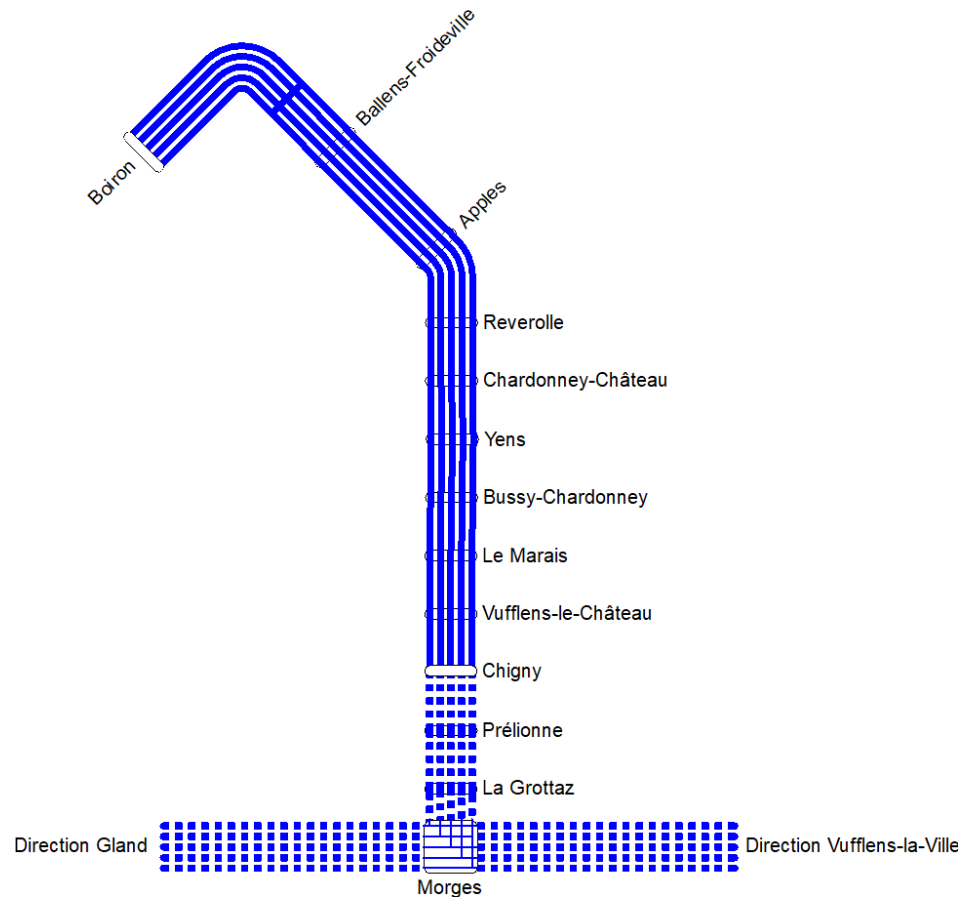 Ballens-Froideville
Boiron
Apples
Reverolle
Chardonney-Château
Yens
Bussy-Chardonney
Le Marais
Vufflens-le-Château
Chigny
Prélionne
La Grottaz
Direction Gland
Direction Vufflens-la-Ville
Morges